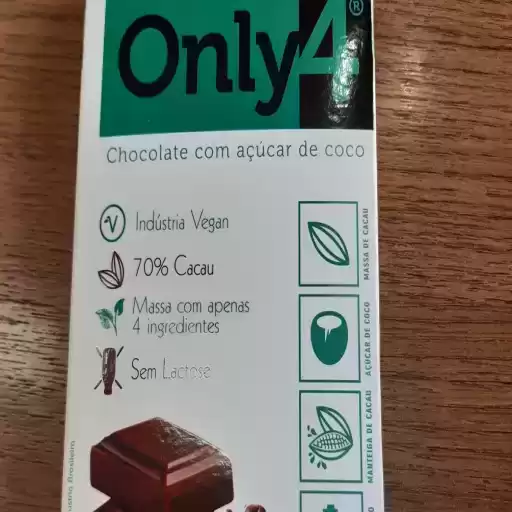 Only4®
Chocolate com açúcar de coco
Indústria Vegan
70% Cacau
Massa com apenas
4 ingredientes
Sem Lactose
MASSA DE CACAU
AÇÚCAR DE COCO
MANTEIGA DE CACAU